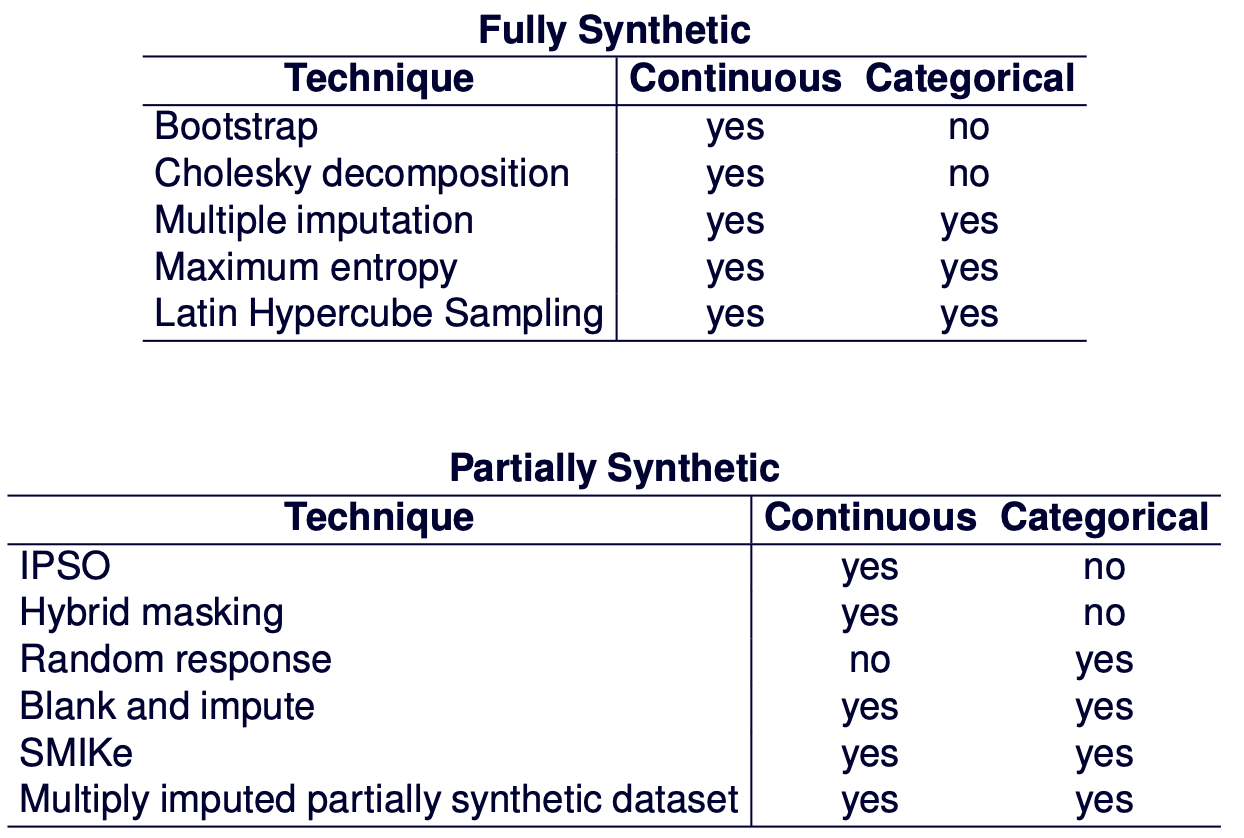 Fully Synthetic
Technique Continuous Categorical
Bootstrap yes no
Cholesky decomposition yes no
Multiple imputation yes yes
Maximum entropy yes yes
Latin Hypercube Sampling yes yes
Partially Synthetic
Technique Continuous Categorical
IPSO yes no
Hybrid masking yes no
Random response no yes
Blank and impute yes yes
SMIKe yes yes
Multiply imputed partially synthetic dataset yes yes